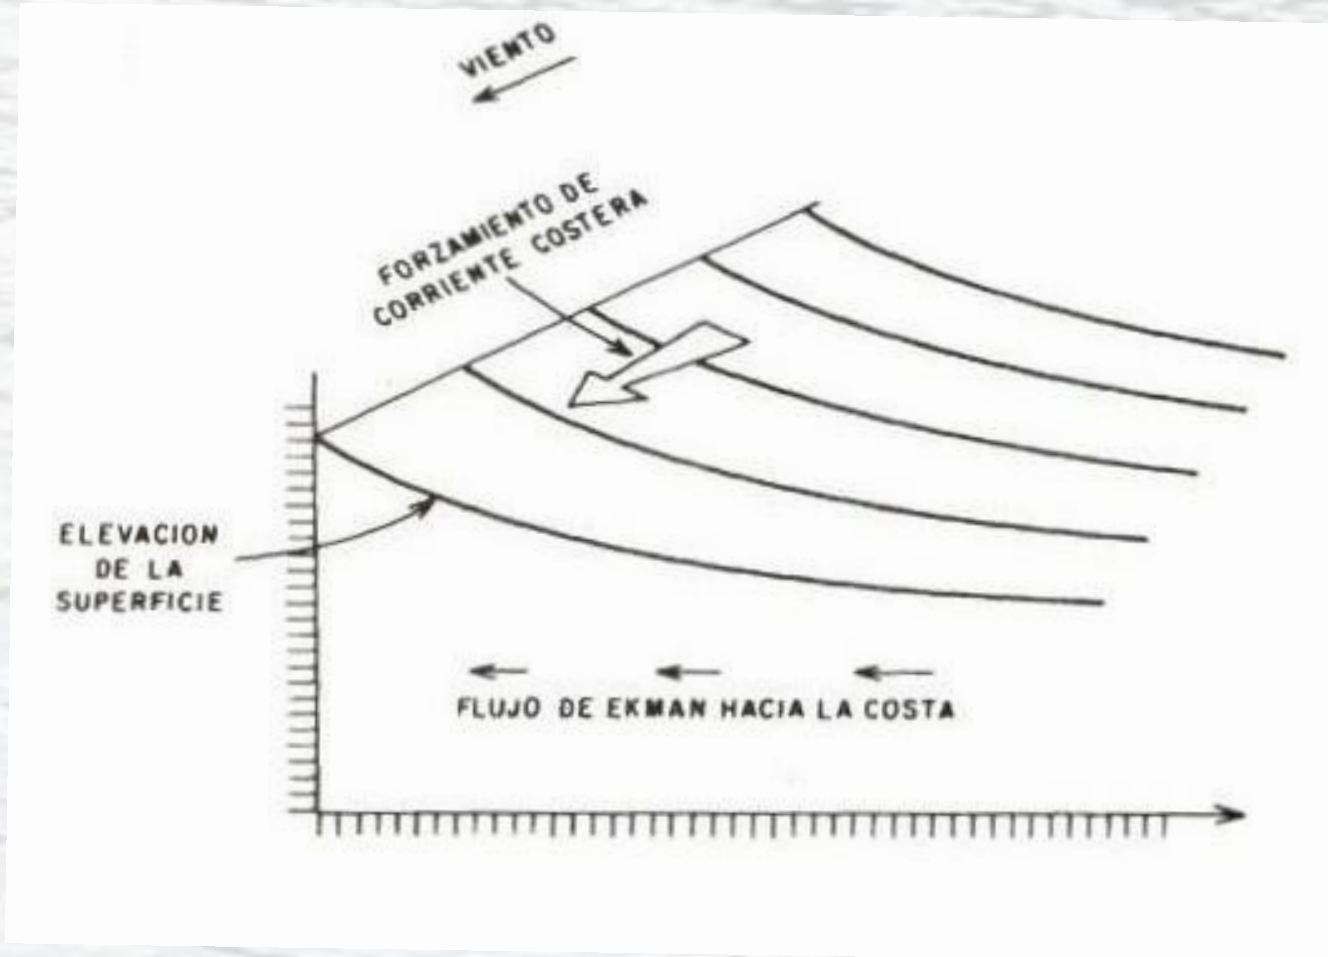 VIENTO
FORZAMIENTO DE
CORRIENTE COSTERA
ELEVACION
DE LA
SUPERFICIE
FLUJO DE EKMAN HACIA LA COSTA